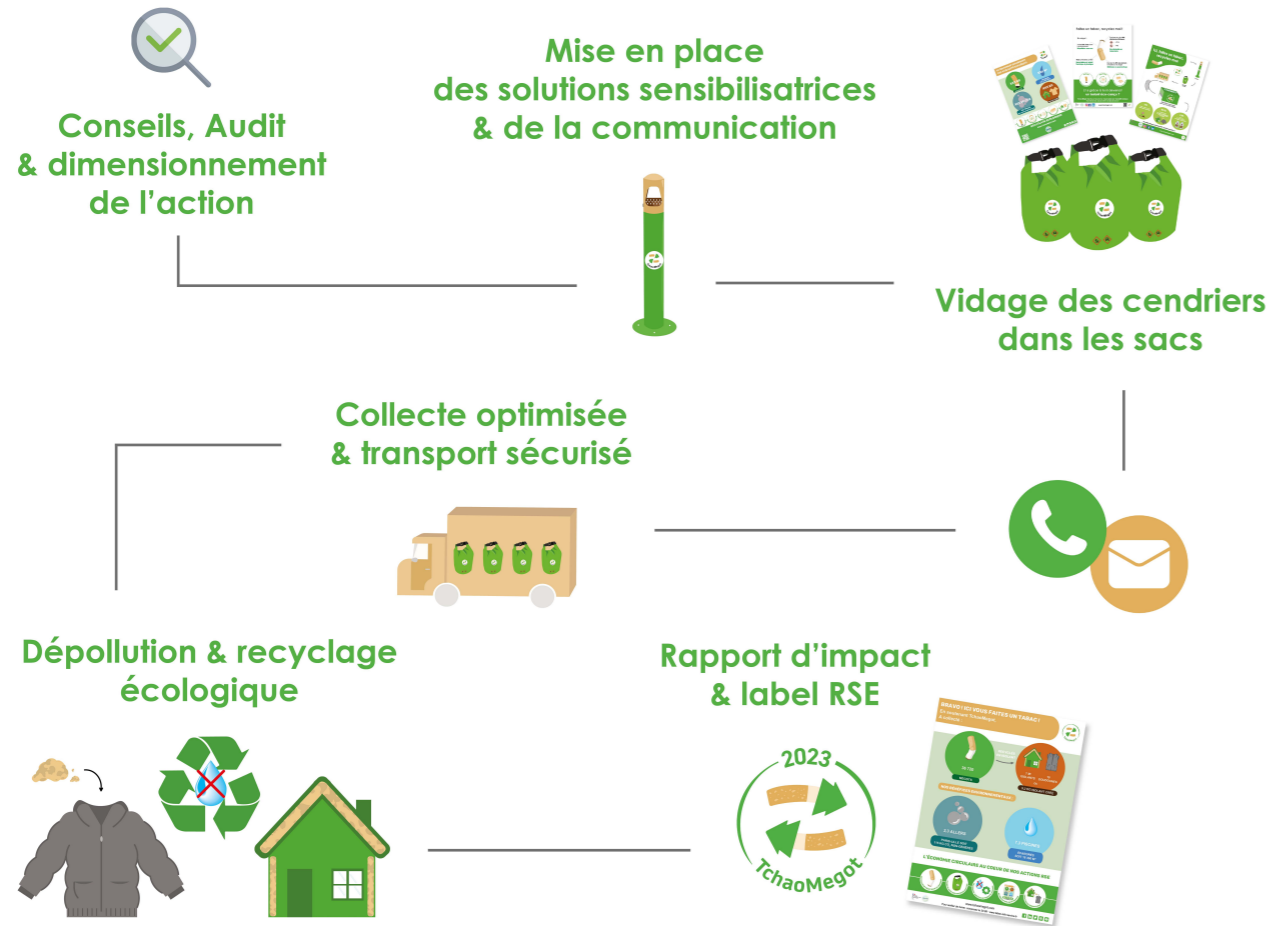 Conseils, Audit
& dimensionnement
de l'action
Mise en place
des solutions sensibilisatrices
& de la communication
Vidage des cendriers
dans les sacs
Collecte optimisée
& transport sécurisé
Dépollution & recyclage
écologique
Rapport d'impact
& label RSE
2023
TchaoMegot
BRAVO ! ICI VOUS FAITES UN TABAC !
L'ÉCONOMIE CIRCULAIRE AU COEUR DE NOS ACTIONS RSE